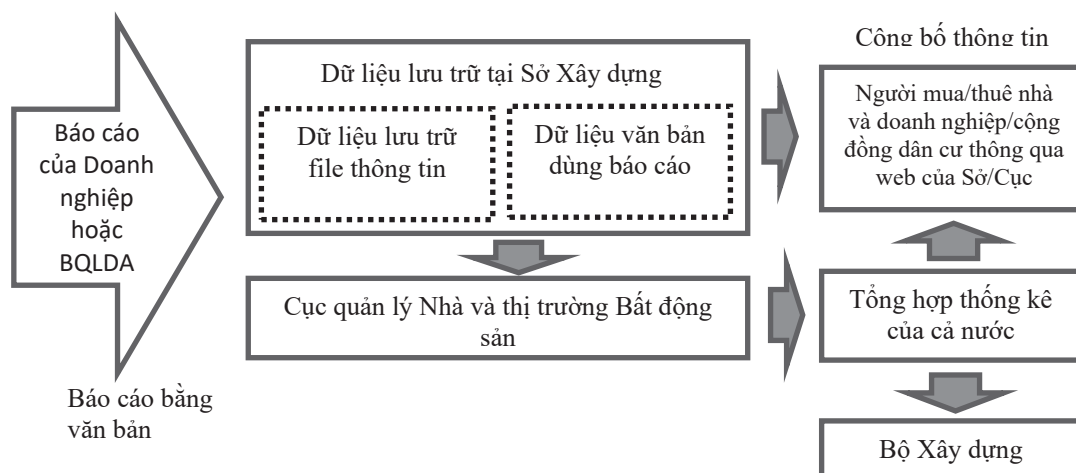 Báo cáo
của Doanh
nghiệp
hoặc
BQLDA
Báo cáo bằng
văn bản
Dữ liệu lưu trữ tại Sở Xây dựng
Dữ liệu lưu trữ
file thông tin
Dữ liệu văn bản
dùng báo cáo
Cục quản lý Nhà và thị trường Bất động
sản
Công bố thông tin
Người mua/thuê nhà
và doanh nghiệp/cộng
đồng dân cư thông qua
web của Sở/Cục
Tổng hợp thống kê
của cả nước
Bộ Xây dựng